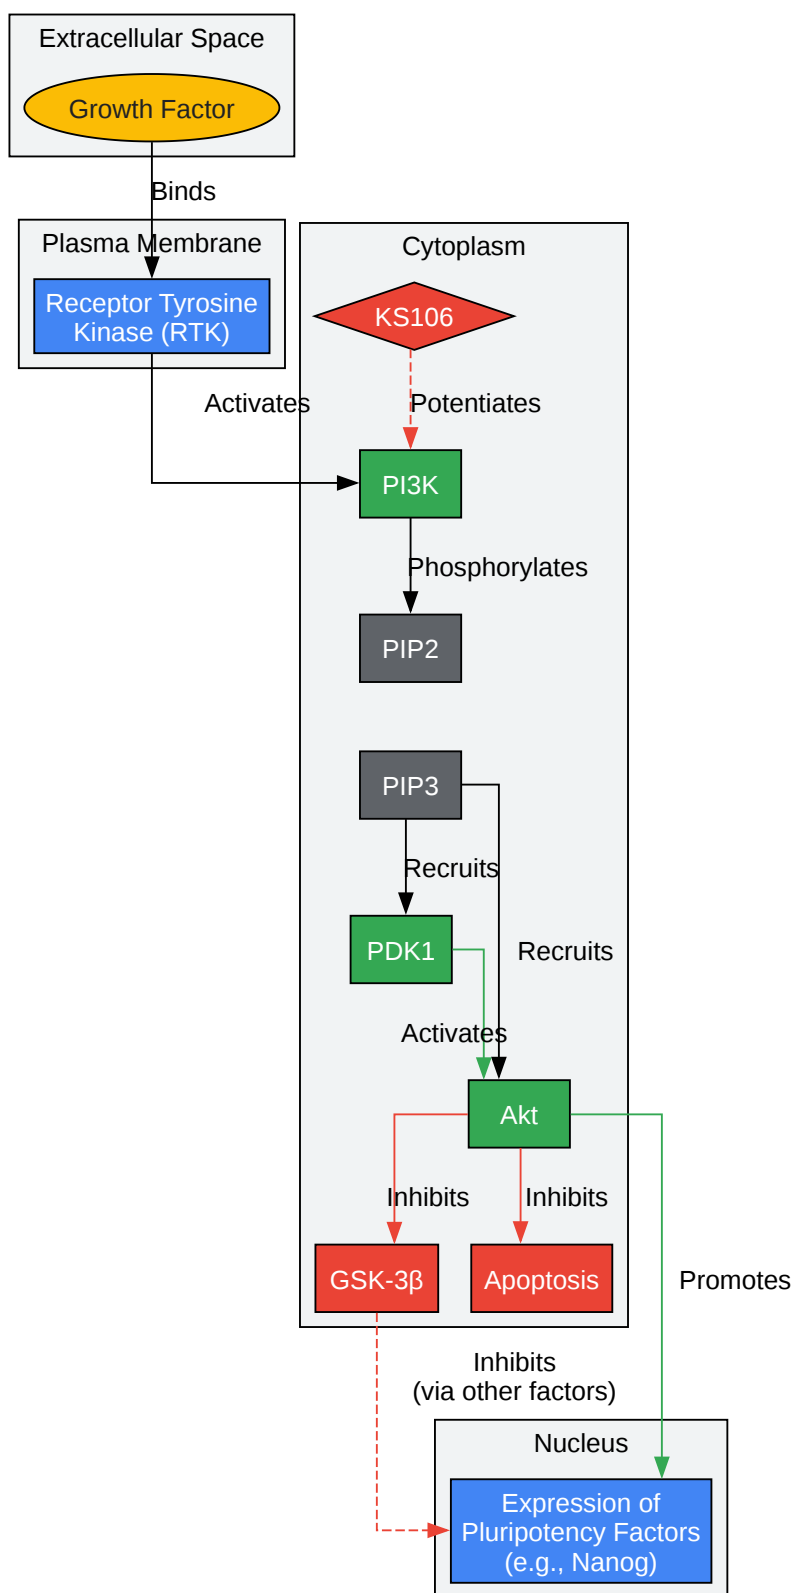 Extracellular Space
Growth Factor
Binds
Plasma Membrane
Receptor Tyrosine
Kinase (RTK)
Cytoplasm
KS106
Activates
Potentiates
PI3K
Phosphorylates
PIP2
PIP3
Recruits
PDK1
Recruits
Activates
Akt
Inhibits
Inhibits
GSK-3β
Apoptosis
Promotes
Inhibits
(via other factors)
Nucleus
Expression of
Pluripotency Factors
(e.g., Nanog)